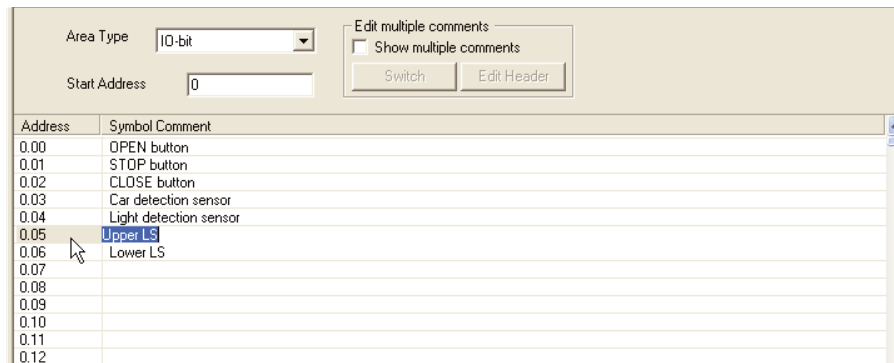 Edit multiple comments
Area Type IO-bit
Show multiple comments
Start Address 0
Switch Edit Header
Address Symbol Comment
0.00 OPEN button
0.01 STOP button
0.02 CLOSE button
0.03 Car detection sensor
0.04 Light detection sensor
0.05 Upper LS
0.06 Lower LS
0.07
0.08
0.09
0.10
0.11
0.12